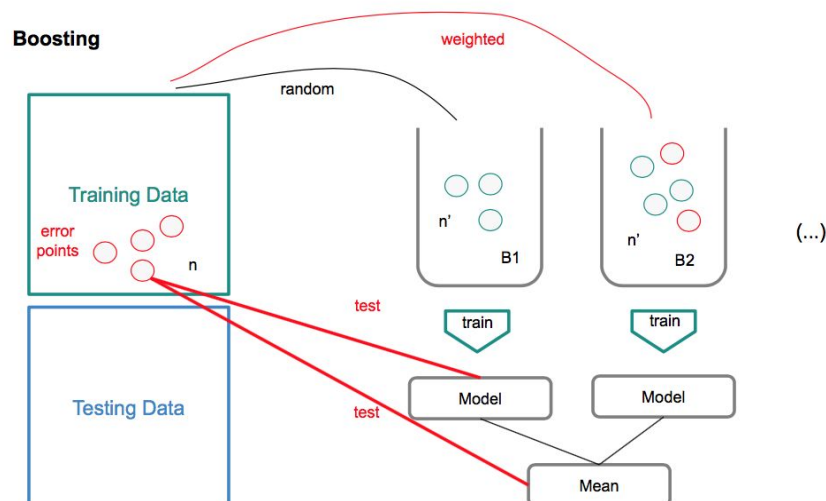 Boosting
weighted
random
Training Data
error
points
n
n'
B1
n'
B2
(...)
test
train
train
Testing Data
test
Model
Model
Mean